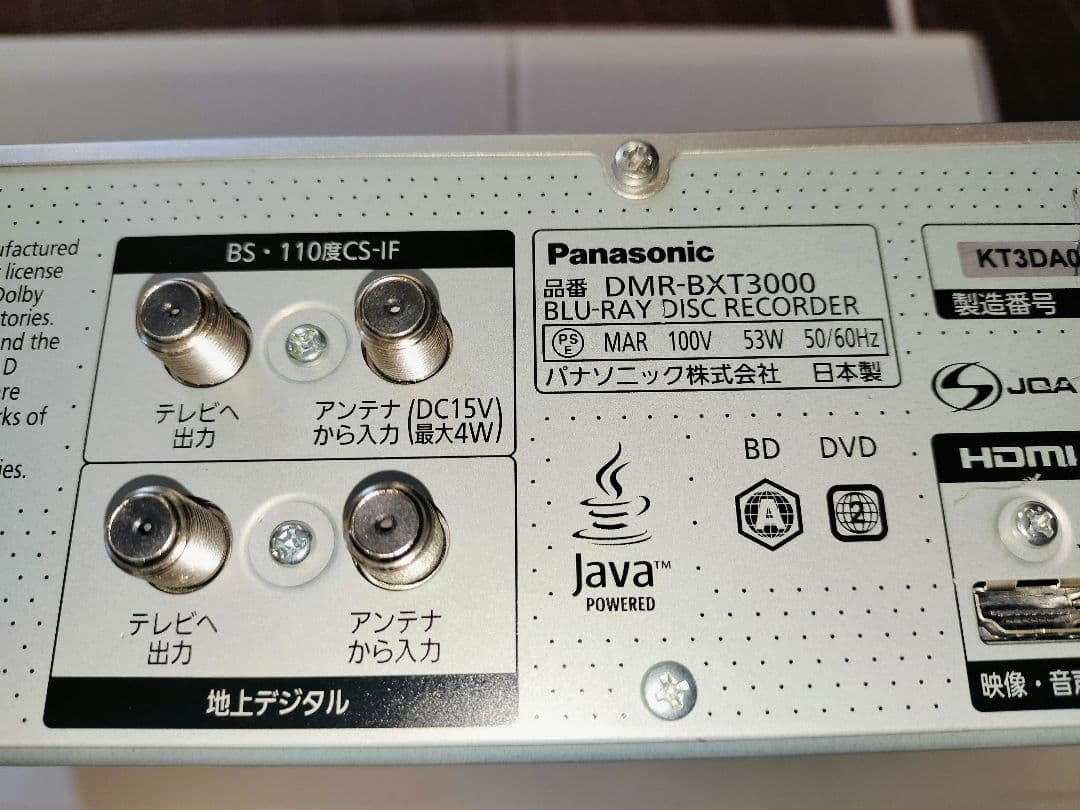 ufactured
license
Dolby
tories.
nd the
D
re
ks of
ies.
BS・110度CS-IF
テレビへ
出力
アンテナ
から入力
(DC15V
最大4W)
テレビへ
出力
アンテナ
から入力
地上デジタル
Panasonic
品番 DMR-BXT3000
BLU-RAY DISC RECORDER
PS
E
MAR 100V 53W 50/60Hz
パナソニック株式会社 日本製
Java™
POWERED
BD DVD
A
2
KT3DA0
製造番号
JQA
HDMI
映像・音声